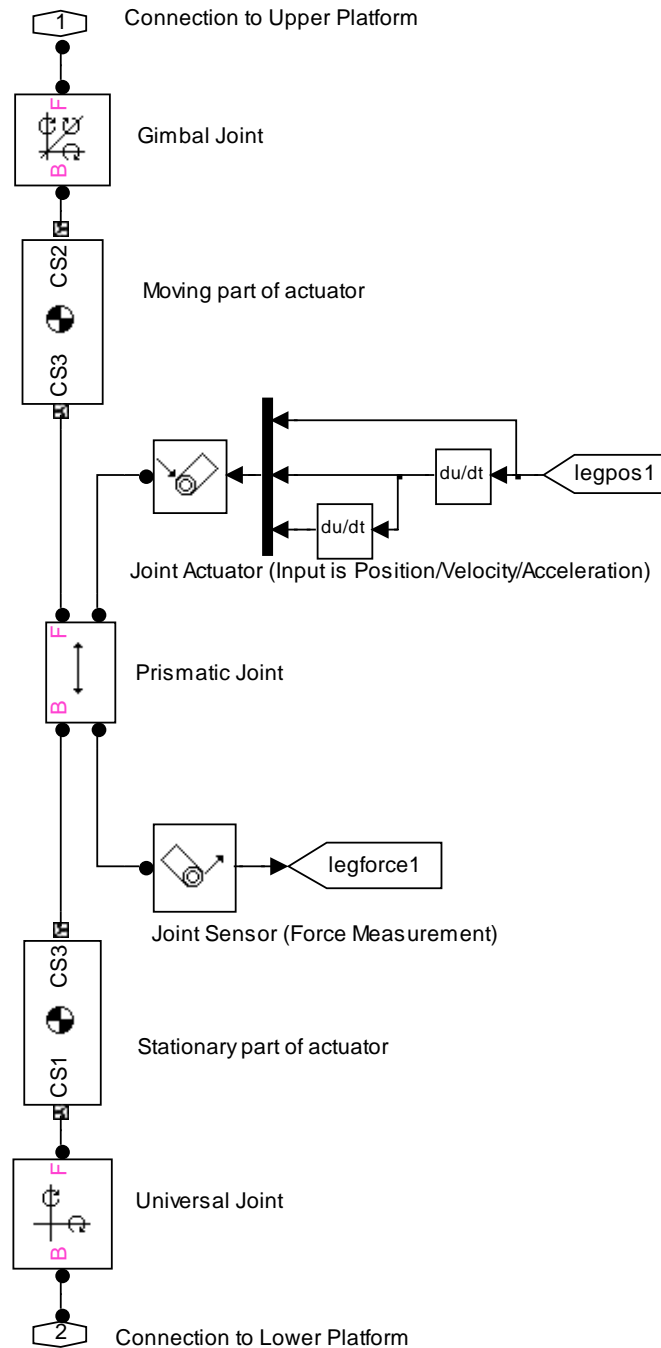 1
Connection to Upper Platform
F
Gimbal Joint
B
CS2
Moving part of actuator
CS3
legpos1
du/dt
du/dt
Joint Actuator (Input is Position/Velocity/Acceleration)
F
Prismatic Joint
B
legforce1
Joint Sensor (Force Measurement)
CS3
Stationary part of actuator
CS1
F
Universal Joint
B
2
Connection to Lower Platform